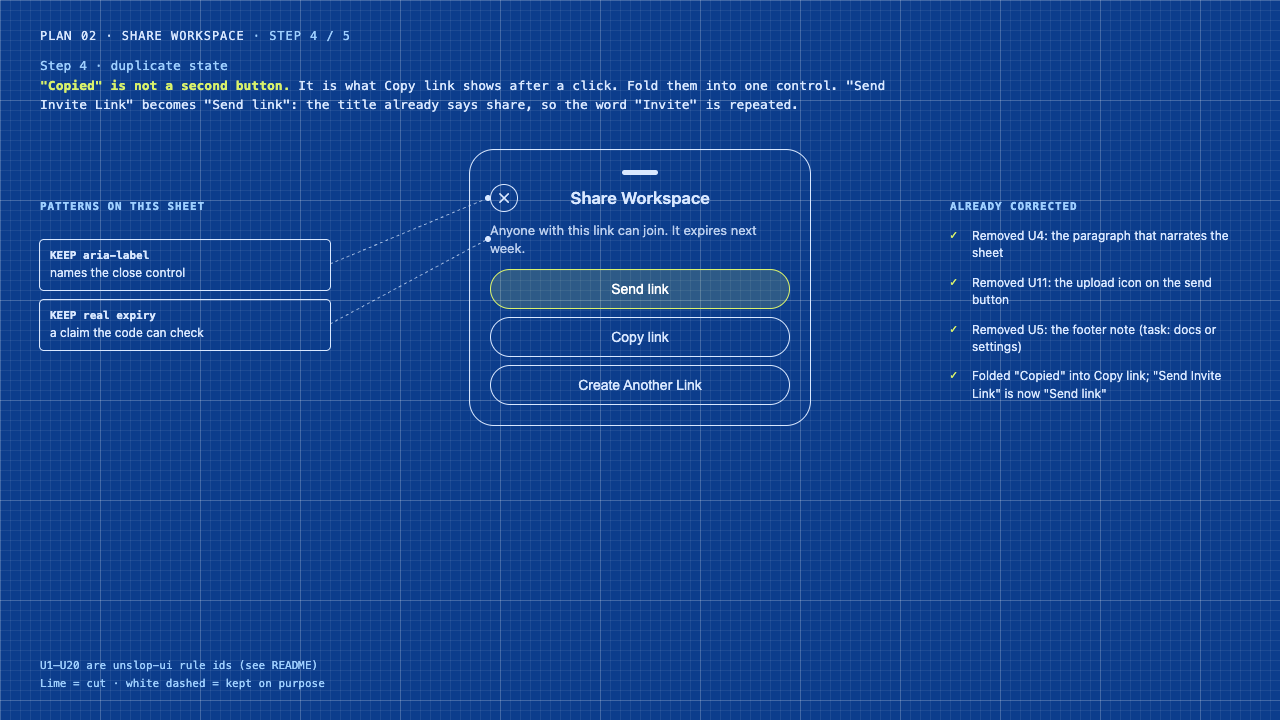 PLAN 02 · SHARE WORKSPACE · STEP 4 / 5
Step 4 · duplicate state
"Copied" is not a second button. It is what Copy link shows after a click. Fold them into one control. "Send
Invite Link" becomes "Send link": the title already says share, so the word "Invite" is repeated.
PATTERNS ON THIS SHEET
KEEP aria-label
names the close control
KEEP real expiry
a claim the code can check
Share Workspace
Anyone with this link can join. It expires next
week.
Send link
Copy link
Create Another Link
ALREADY CORRECTED
✓ Removed U4: the paragraph that narrates the
sheet
✓ Removed U11: the upload icon on the send
button
✓ Removed U5: the footer note (task: docs or
settings)
✓ Folded "Copied" into Copy link; "Send Invite
Link" is now "Send link"
U1–U20 are unslop-ui rule ids (see README)
Lime = cut · white dashed = kept on purpose